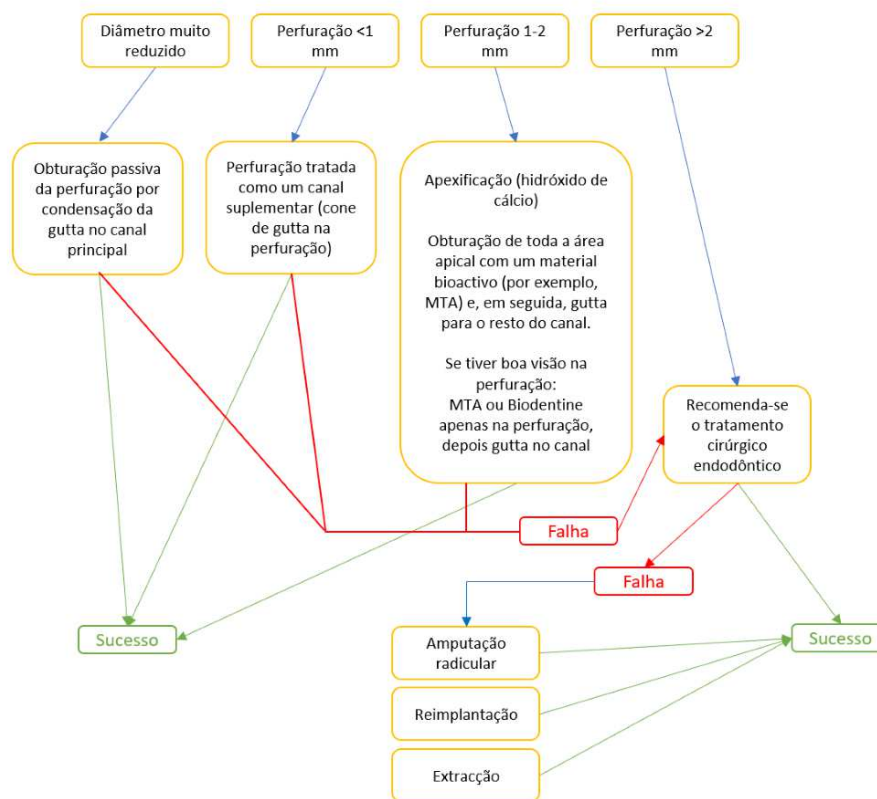 Diâmetro muito
reduzido
Perfuração <1
mm
Perfuração 1-2
mm
Perfuração >2
mm
Obturação passiva
da perfuração por
condensação da
gutta no canal
principal
Perfuração tratada
como um canal
suplementar (cone
de gutta na
perfuração)
Apexificação (hidróxido de
cálcio)
Obturação de toda a área
apical com um material
bioactivo (por exemplo,
MTA) e, em seguida, gutta
para o resto do canal.
Se tiver boa visão na
perfuração:
MTA ou Biodentine
apenas na perfuração,
depois gutta no canal
Recomenda-se
o tratamento
cirúrgico
endodôntico
Falha
Falha
Sucesso
Amputação
radicular
Sucesso
Reimplantação
Extracção